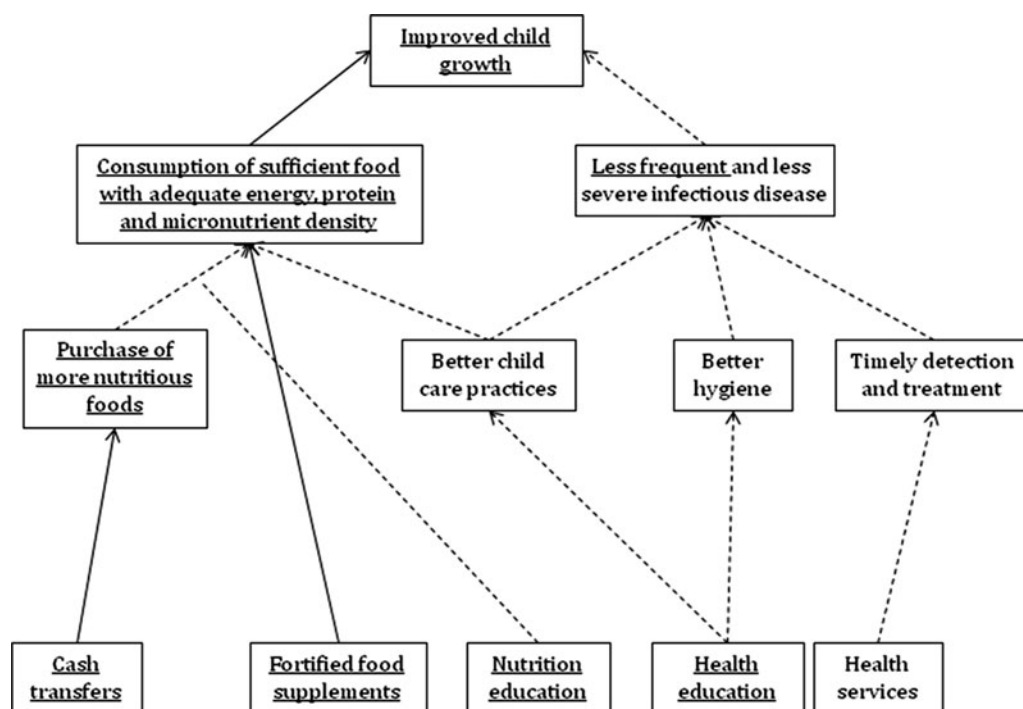 Improved child
growth
Consumption of sufficient food
with adequate energy, protein
and micronutrient density
Less frequent and less
severe infectious disease
Purchase of
more nutritious
foods
Better child
care practices
Better
hygiene
Timely detection
and treatment
Cash
transfers
Fortified food
supplements
Nutrition
education
Health
education
Health
services